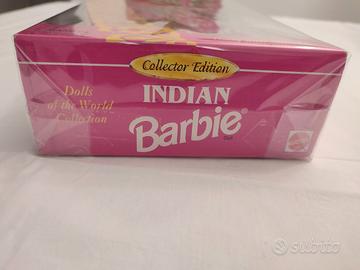 Collector Edition
Dolls
of the World
Collection
INDIAN
Barbie
subito